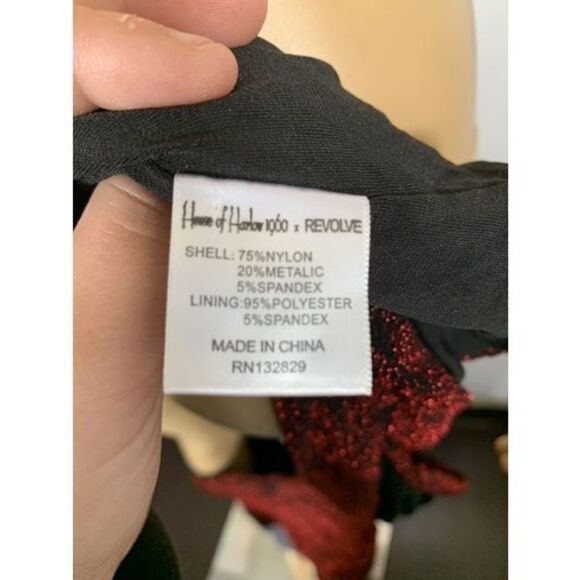 House of Harlow 1960 x REVOLVE
SHELL: 75%NYLON
20%METALIC
5%SPANDEX
LINING:95%POLYESTER
5%SPANDEX
MADE IN CHINA
RN132829